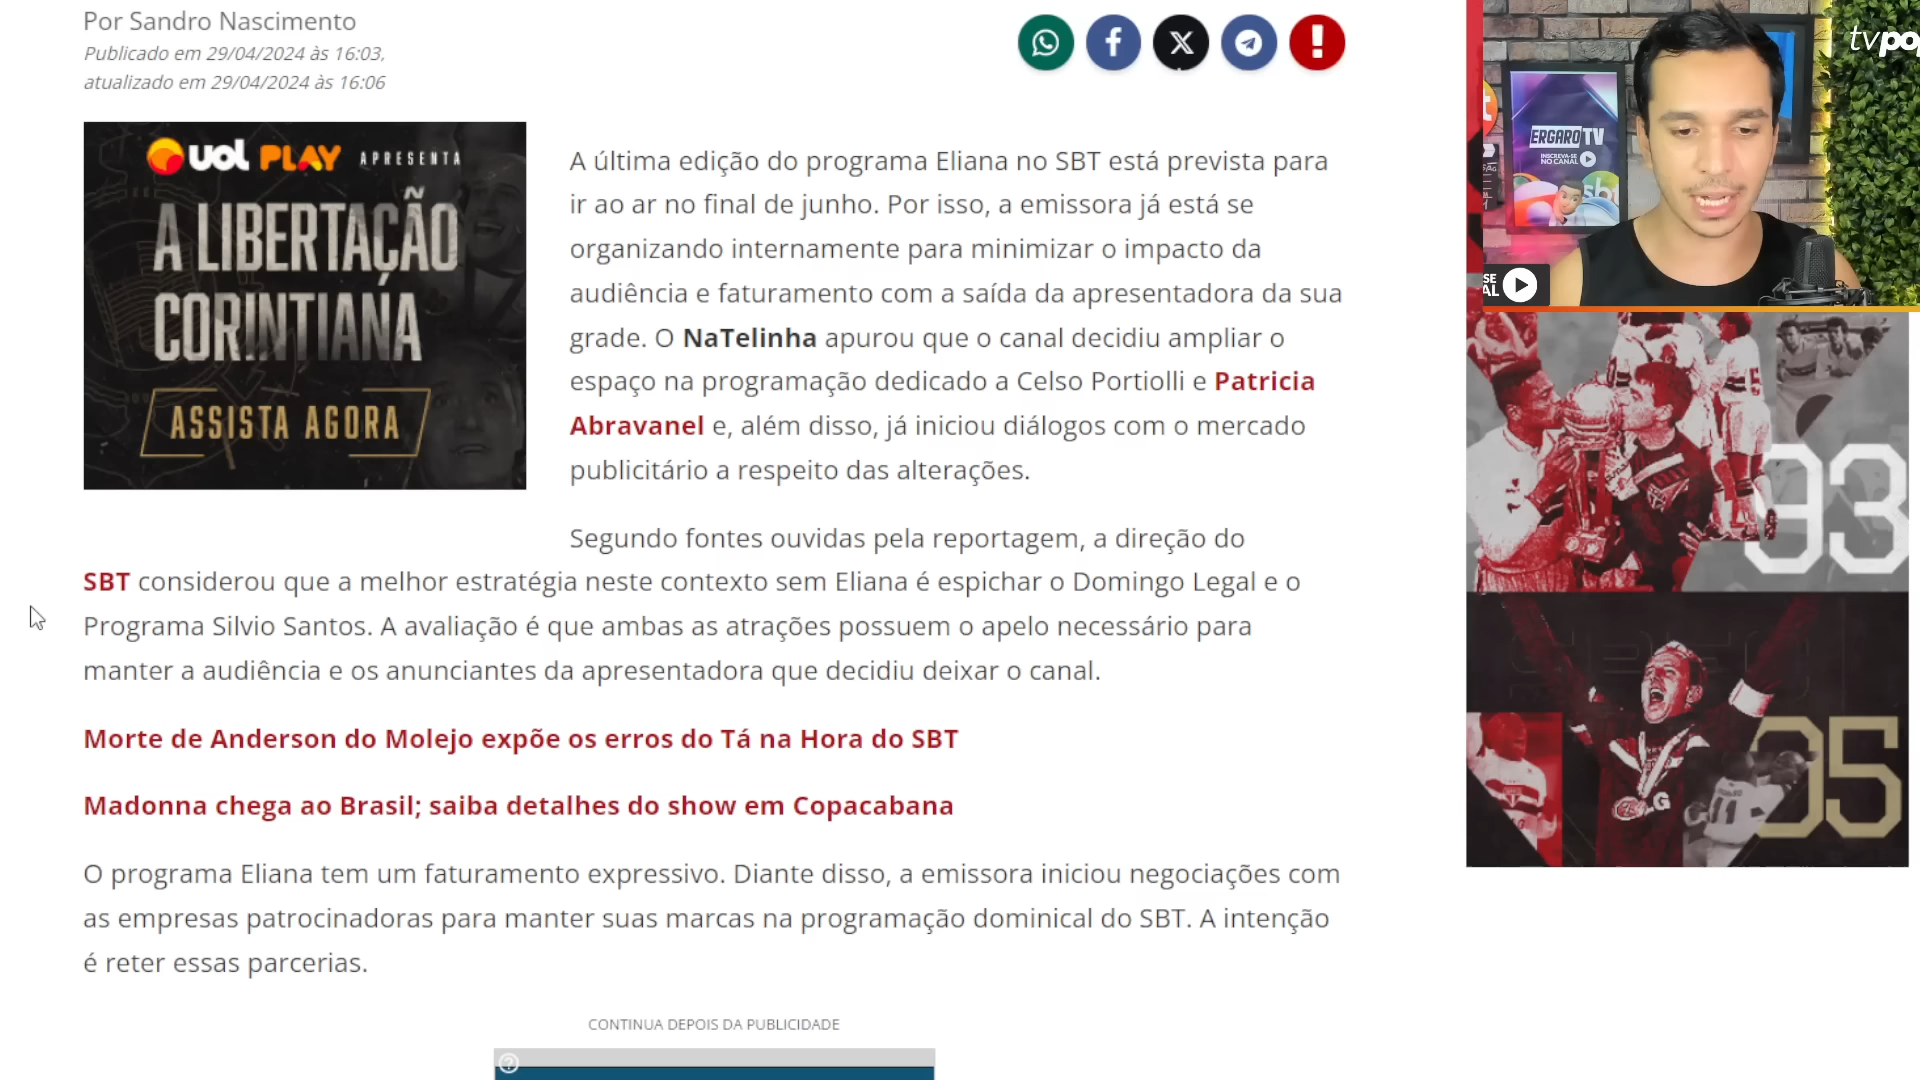 Por Sandro Nascimento
Publicado em 29/04/2024 às 16:03,
atualizado em 29/04/2024 às 16:06
UOL PLAY APRESENTA
A LIBERTAÇÃO
CORINTIANA
ASSISTA AGORA
A última edição do programa Eliana no SBT está prevista para
ir ao ar no final de junho. Por isso, a emissora já está se
organizando internamente para minimizar o impacto da
audiência e faturamento com a saída da apresentadora da sua
grade. O NaTelinha apurou que o canal decidiu ampliar o
espaço na programação dedicado a Celso Portiolli e Patricia
Abravanel e, além disso, já iniciou diálogos com o mercado
publicitário a respeito das alterações.
Segundo fontes ouvidas pela reportagem, a direção do
SBT considerou que a melhor estratégia neste contexto sem Eliana é espichar o Domingo Legal e o
Programa Silvio Santos. A avaliação é que ambas as atrações possuem o apelo necessário para
manter a audiência e os anunciantes da apresentadora que decidiu deixar o canal.
Morte de Anderson do Molejo expõe os erros do Tá na Hora do SBT
Madonna chega ao Brasil; saiba detalhes do show em Copacabana
O programa Eliana tem um faturamento expressivo. Diante disso, a emissora iniciou negociações com
as empresas patrocinadoras para manter suas marcas na programação dominical do SBT. A intenção
é reter essas parcerias.
CONTINUA DEPOIS DA PUBLICIDADE
tvpo
ERGARO TV
INSCREVA-SE
NO CANAL
sbt
SE
AL
93
05
11